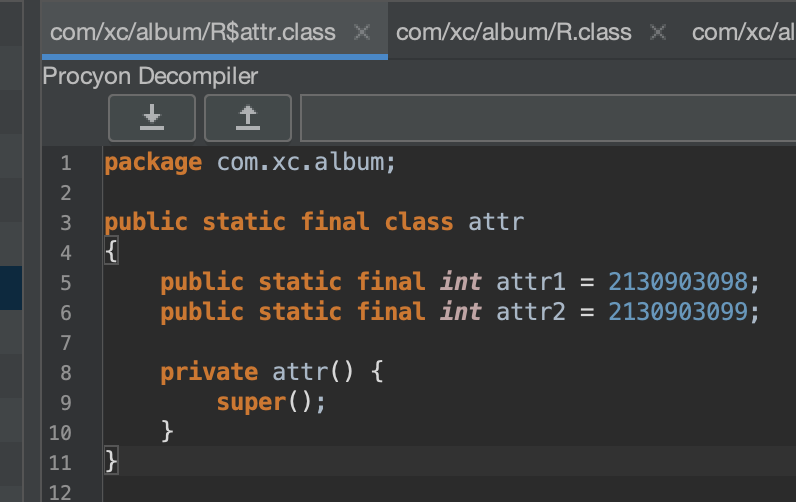 com/xc/album/R$attr.class × com/xc/album/R.class × com/xc/al
Procyon Decompiler
1 package com.xc.album;
2
3 public static final class attr
4 {
5     public static final int attr1 = 2130903098;
6     public static final int attr2 = 2130903099;
7
8     private attr() {
9         super();
10     }
11 }
12